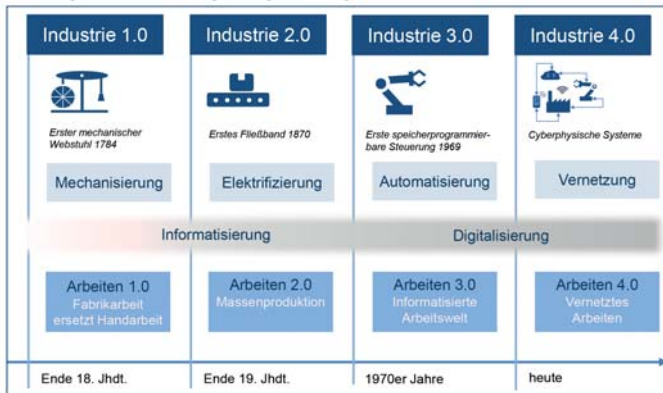 Industrie 1.0
Industrie 2.0
Industrie 3.0
Industrie 4.0
Erster mechanischer
Webstuhl 1784
Erstes Fließband 1870
Erste speicherprogrammier-
bare Steuerung 1969
Cyberphysische Systeme
Mechanisierung
Elektrifizierung
Automatisierung
Vernetzung
Informatisierung
Digitalisierung
Arbeiten 1.0
Fabrikarbeit
ersetzt Handarbeit
Arbeiten 2.0
Massenproduktion
Arbeiten 3.0
Informatisierte
Arbeitswelt
Arbeiten 4.0
Vernetztes
Arbeiten
Ende 18. Jhdt.
Ende 19. Jhdt.
1970er Jahre
heute